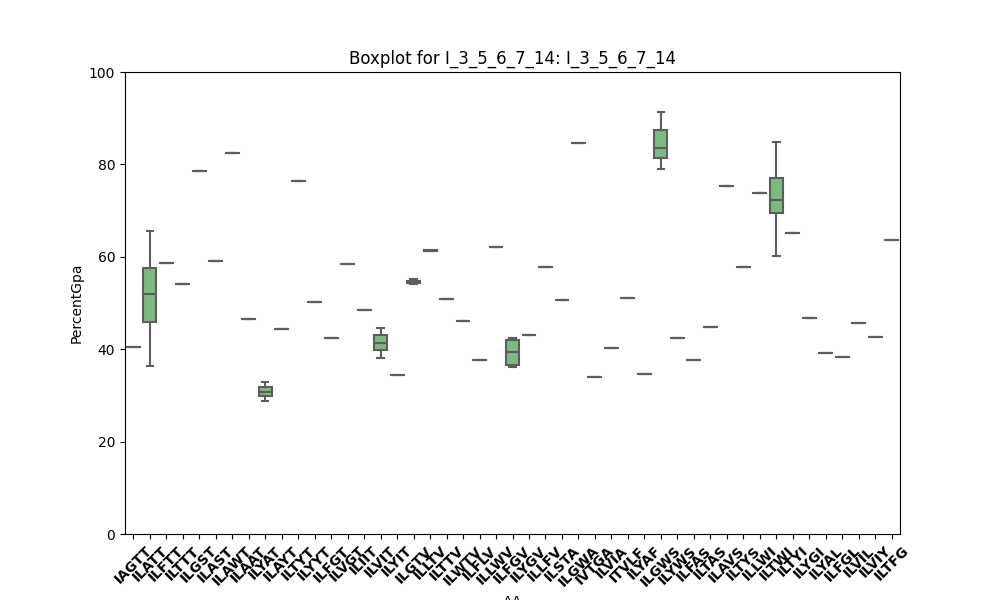 Boxplot for I_3_5_6_7_14: I_3_5_6_7_14
PercentGpa
100
80
60
40
20
0
IAGTT
ILATT
ILFTT
ILTTT
ILGST
ILAST
ILAWT
ILAAT
ILYAT
ILAYT
ILTYT
ILYYT
ILFGT
ILVGT
ILIIT
ILVIT
ILYIT
ILGTV
ILLTV
ILTTV
ILWTV
ILFLV
ILLWV
ILFGV
ILYGV
ILLFV
ILSTA
ILGWA
IVTGA
ILVIA
ITVLF
ILYAF
ILGWS
ILYWS
ILFAS
ILTAS
ILAVS
ILTYS
ILLWI
ILTWI
ILTYI
ILYGI
ILYAL
ILFGL
ILVIL
ILVIY
ILTFG
AA